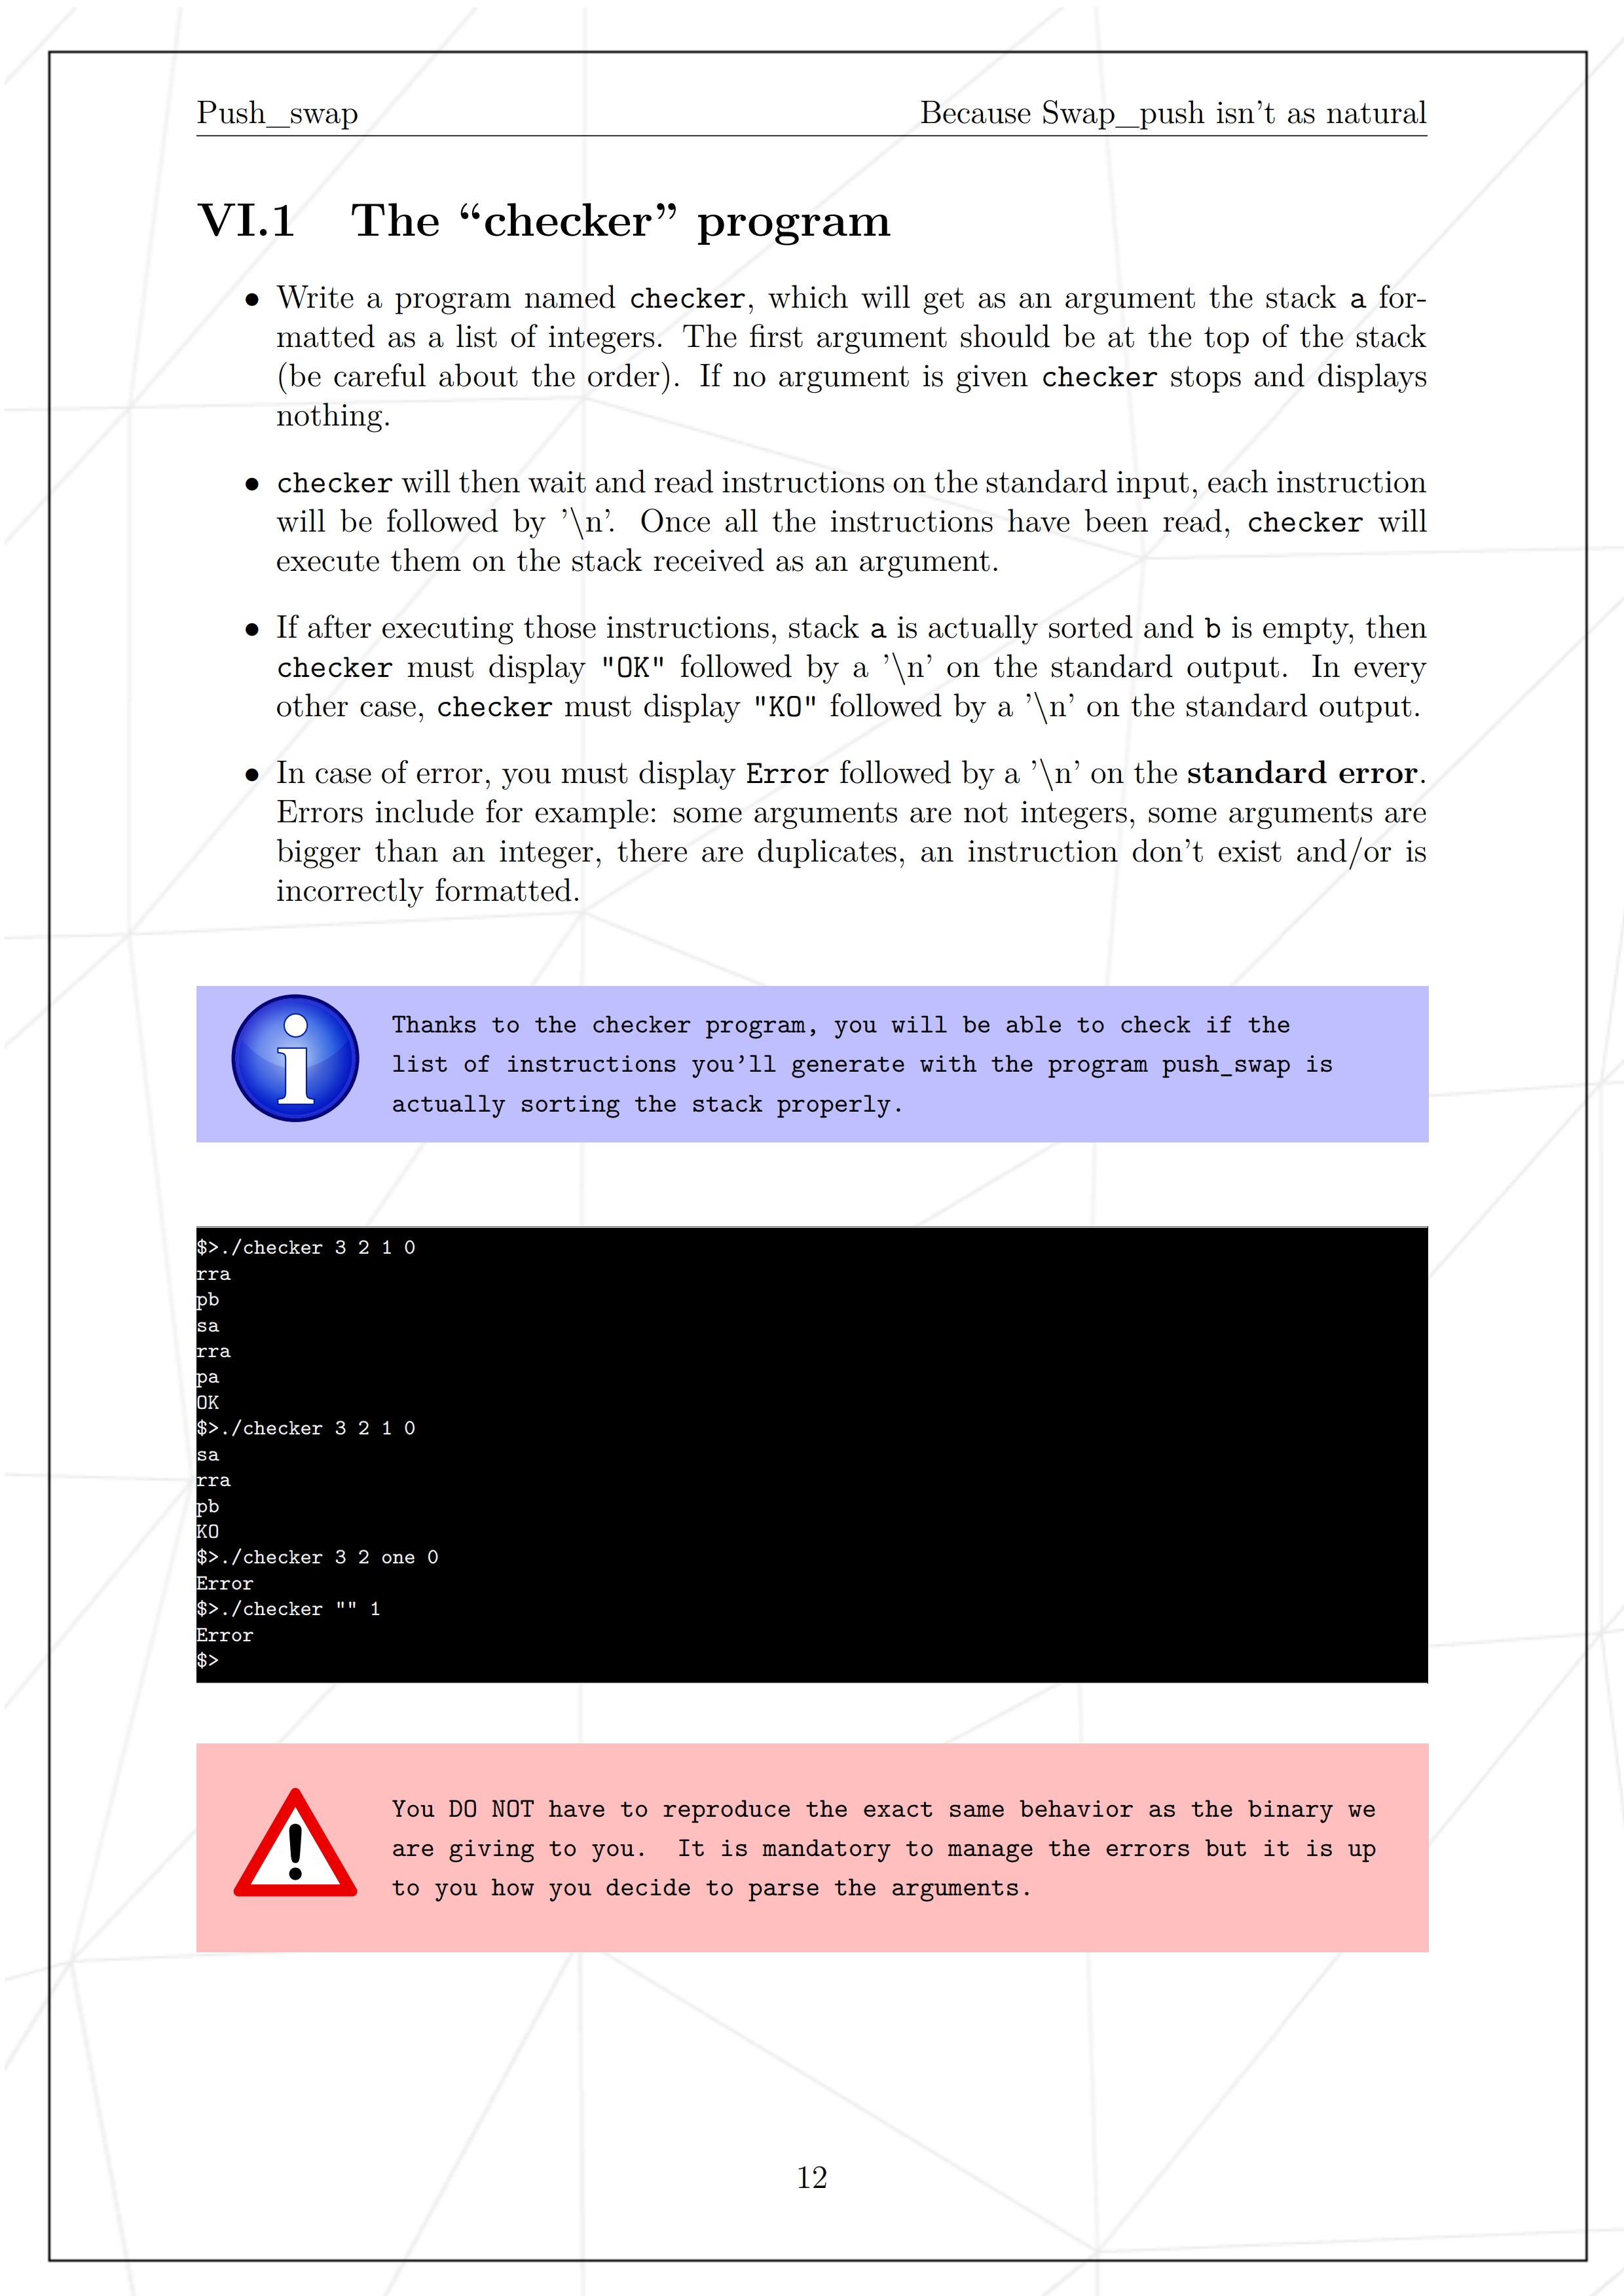 Push_swap Because Swap_push isn't as natural
VI.1 The “checker” program
• Write a program named checker, which will get as an argument the stack a for-
matted as a list of integers. The first argument should be at the top of the stack
(be careful about the order). If no argument is given checker stops and displays
nothing.
• checker will then wait and read instructions on the standard input, each instruction
will be followed by ’\n’. Once all the instructions have been read, checker will
execute them on the stack received as an argument.
• If after executing those instructions, stack a is actually sorted and b is empty, then
checker must display "OK" followed by a ’\n’ on the standard output. In every
other case, checker must display "KO" followed by a ’\n’ on the standard output.
• In case of error, you must display Error followed by a ’\n’ on the standard error.
Errors include for example: some arguments are not integers, some arguments are
bigger than an integer, there are duplicates, an instruction don’t exist and/or is
incorrectly formatted.
Thanks to the checker program, you will be able to check if the
list of instructions you’ll generate with the program push_swap is
actually sorting the stack properly.
$>./checker 3 2 1 0
rra
pb
sa
rra
pa
OK
$>./checker 3 2 1 0
sa
rra
pb
KO
$>./checker 3 2 one 0
Error
$>./checker "" 1
Error
$>
You DO NOT have to reproduce the exact same behavior as the binary we
are giving to you. It is mandatory to manage the errors but it is up
to you how you decide to parse the arguments.
12